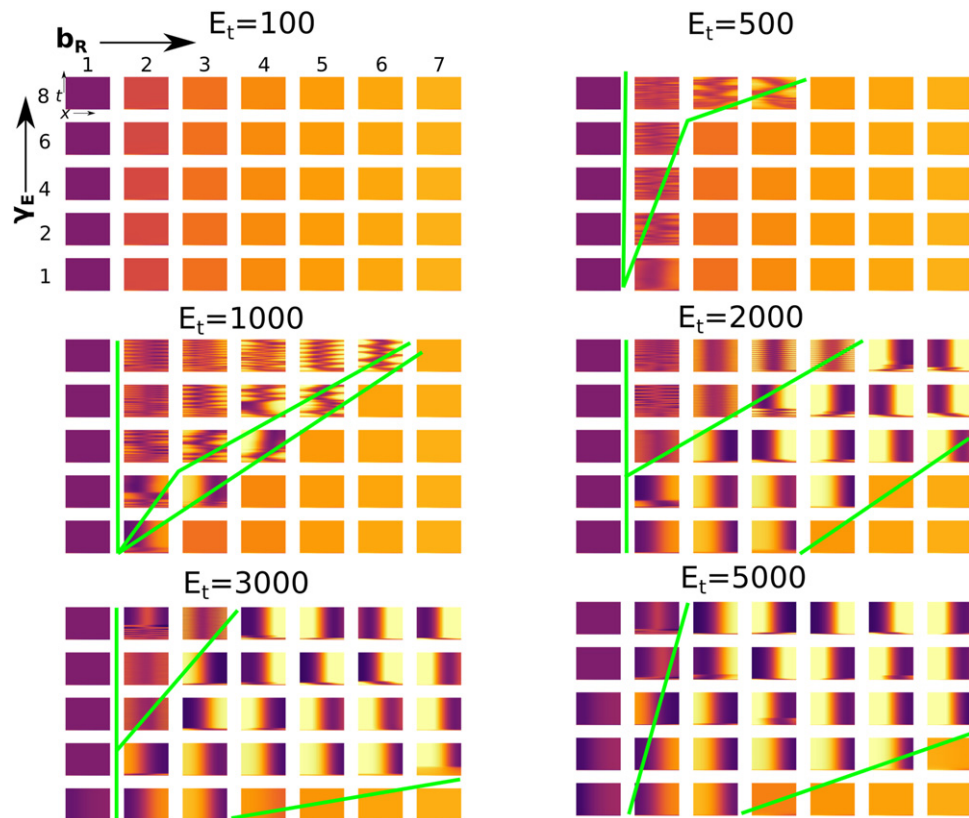 E_t=100
E_t=500
b_R
1 2 3 4 5 6 7
8
t
x
6
4
2
1
γ_E
E_t=1000
E_t=2000
E_t=3000
E_t=5000